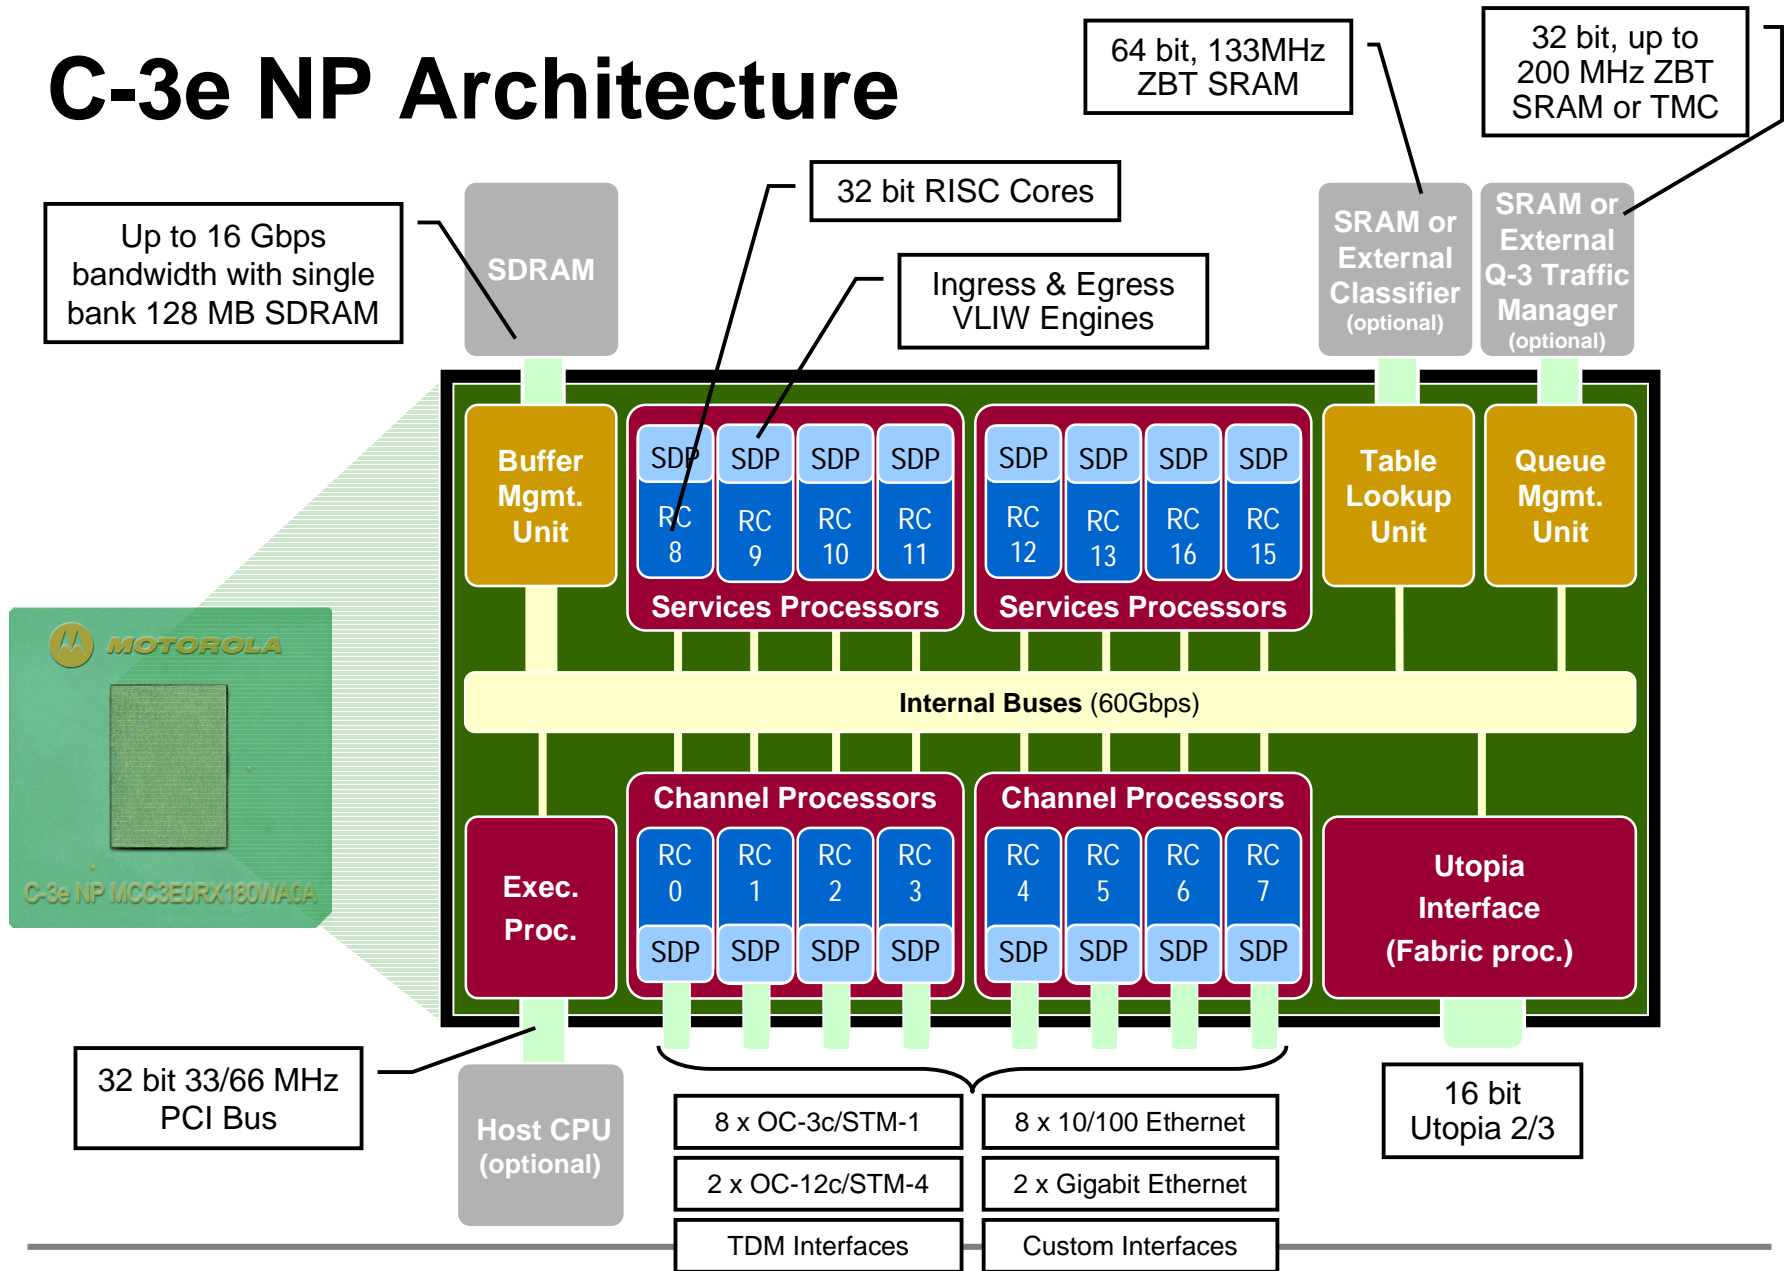 C-3e NP Architecture
64 bit, 133MHz
ZBT SRAM
32 bit, up to
200 MHz ZBT
SRAM or TMC
32 bit RISC Cores
Up to 16 Gbps
bandwidth with single
bank 128 MB SDRAM
SDRAM
Ingress & Egress
VLIW Engines
SRAM or
External
Classifier
(optional)
SRAM or
External
Q-3 Traffic
Manager
(optional)
Buffer
Mgmt.
Unit
SDP SDP SDP SDP
RC RC RC RC
8 9 10 11
Services Processors
SDP SDP SDP SDP
RC RC RC RC
12 13 16 15
Services Processors
Table
Lookup
Unit
Queue
Mgmt.
Unit
MOTOROLA
C-3e NP MCC3E0RX180WA0A
Internal Buses (60Gbps)
Exec.
Proc.
Channel Processors
RC RC RC RC
0 1 2 3
SDP SDP SDP SDP
Channel Processors
RC RC RC RC
4 5 6 7
SDP SDP SDP SDP
Utopia
Interface
(Fabric proc.)
32 bit 33/66 MHz
PCI Bus
Host CPU
(optional)
8 x OC-3c/STM-1
8 x 10/100 Ethernet
2 x OC-12c/STM-4
2 x Gigabit Ethernet
TDM Interfaces
Custom Interfaces
16 bit
Utopia 2/3